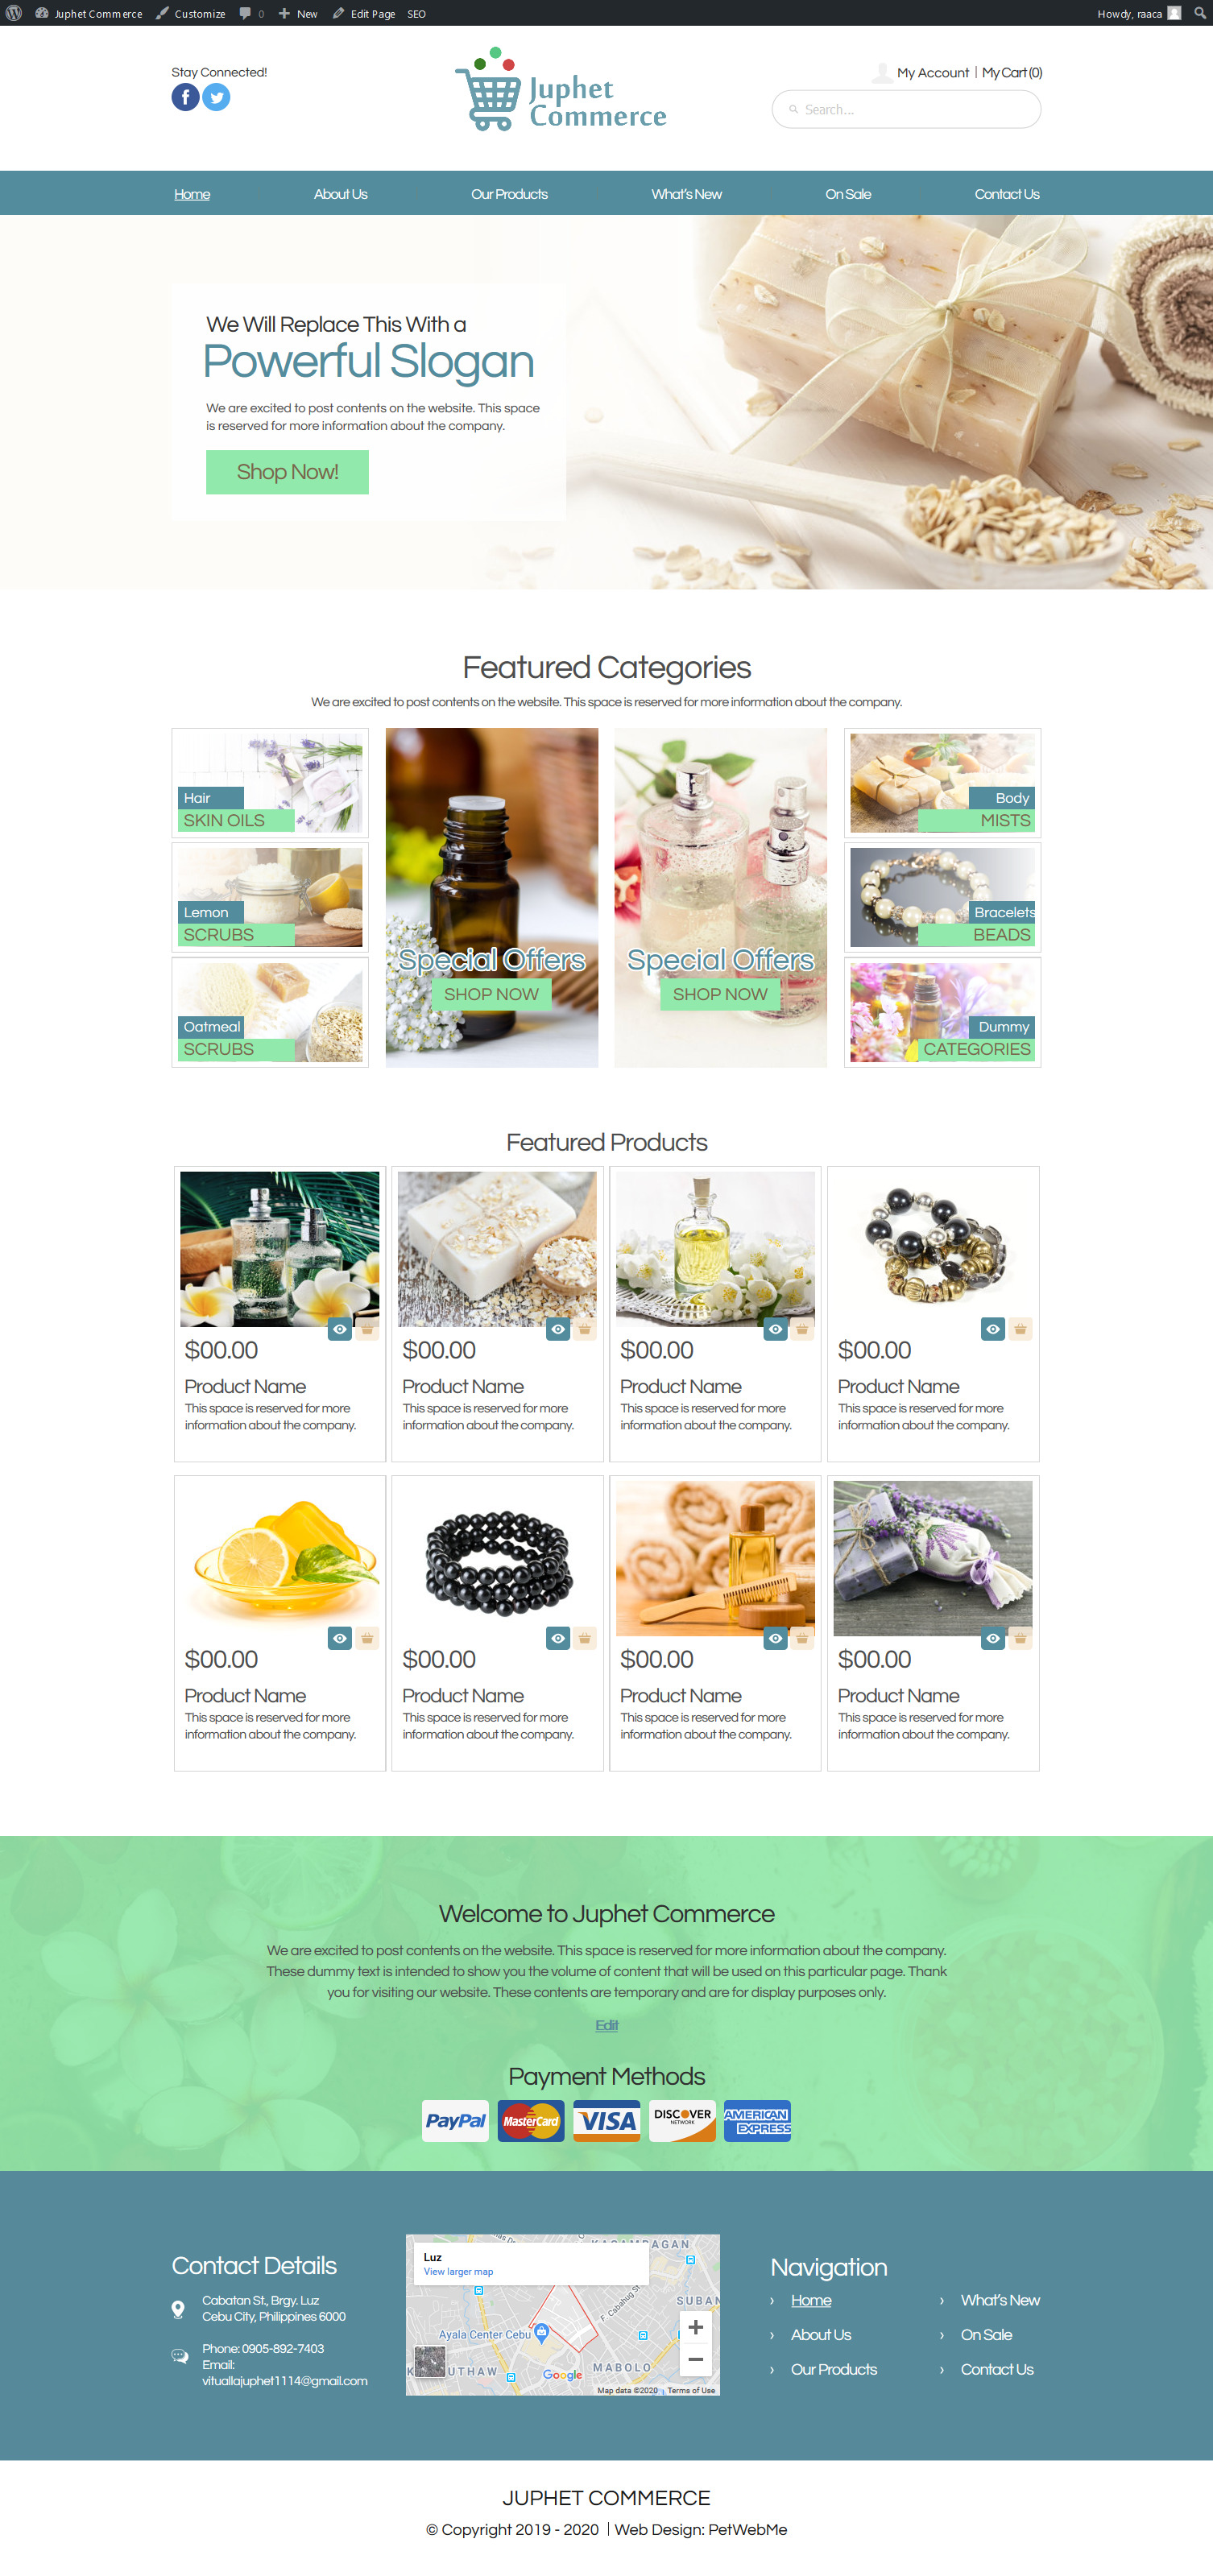 Juphet Commerce Customize 0 New Edit Page SEO Howdy, raaca
Stay Connected!
Juphet
Commerce
My Account | My Cart (0)
Search...
Home About Us Our Products What's New On Sale Contact Us
We Will Replace This With a
Powerful Slogan
We are excited to post contents on the website. This space
is reserved for more information about the company.
Shop Now!
Featured Categories
We are excited to post contents on the website. This space is reserved for more information about the company.
Hair
SKIN OILS
Lemon
SCRUBS
Oatmeal
SCRUBS
Special Offers
SHOP NOW
Special Offers
SHOP NOW
Body
MISTS
Bracelets
BEADS
Dummy
CATEGORIES
Featured Products
$00.00
Product Name
This space is reserved for more
information about the company.
$00.00
Product Name
This space is reserved for more
information about the company.
$00.00
Product Name
This space is reserved for more
information about the company.
$00.00
Product Name
This space is reserved for more
information about the company.
$00.00
Product Name
This space is reserved for more
information about the company.
$00.00
Product Name
This space is reserved for more
information about the company.
$00.00
Product Name
This space is reserved for more
information about the company.
$00.00
Product Name
This space is reserved for more
information about the company.
Welcome to Juphet Commerce
We are excited to post contents on the website. This space is reserved for more information about the company.
These dummy text is intended to show you the volume of content that will be used on this particular page. Thank
you for visiting our website. These contents are temporary and are for display purposes only.
Edit
Payment Methods
PayPal
MasterCard
VISA
DISCOVER
NETWORK
AMERICAN
EXPRESS
Contact Details
Cabatan St., Brgy. Luz
Cebu City, Philippines 6000
Phone: 0905-892-7403
Email:
vituallajuphet1114@gmail.com
Luz
View larger map
F. Cabahug St
Ayala Center Cebu
MABOLO
Google
Map data ©2020 Terms of Use
Navigation
› Home
› About Us
› Our Products
› What's New
› On Sale
› Contact Us
JUPHET COMMERCE
© Copyright 2019 - 2020 | Web Design: PetWebMe